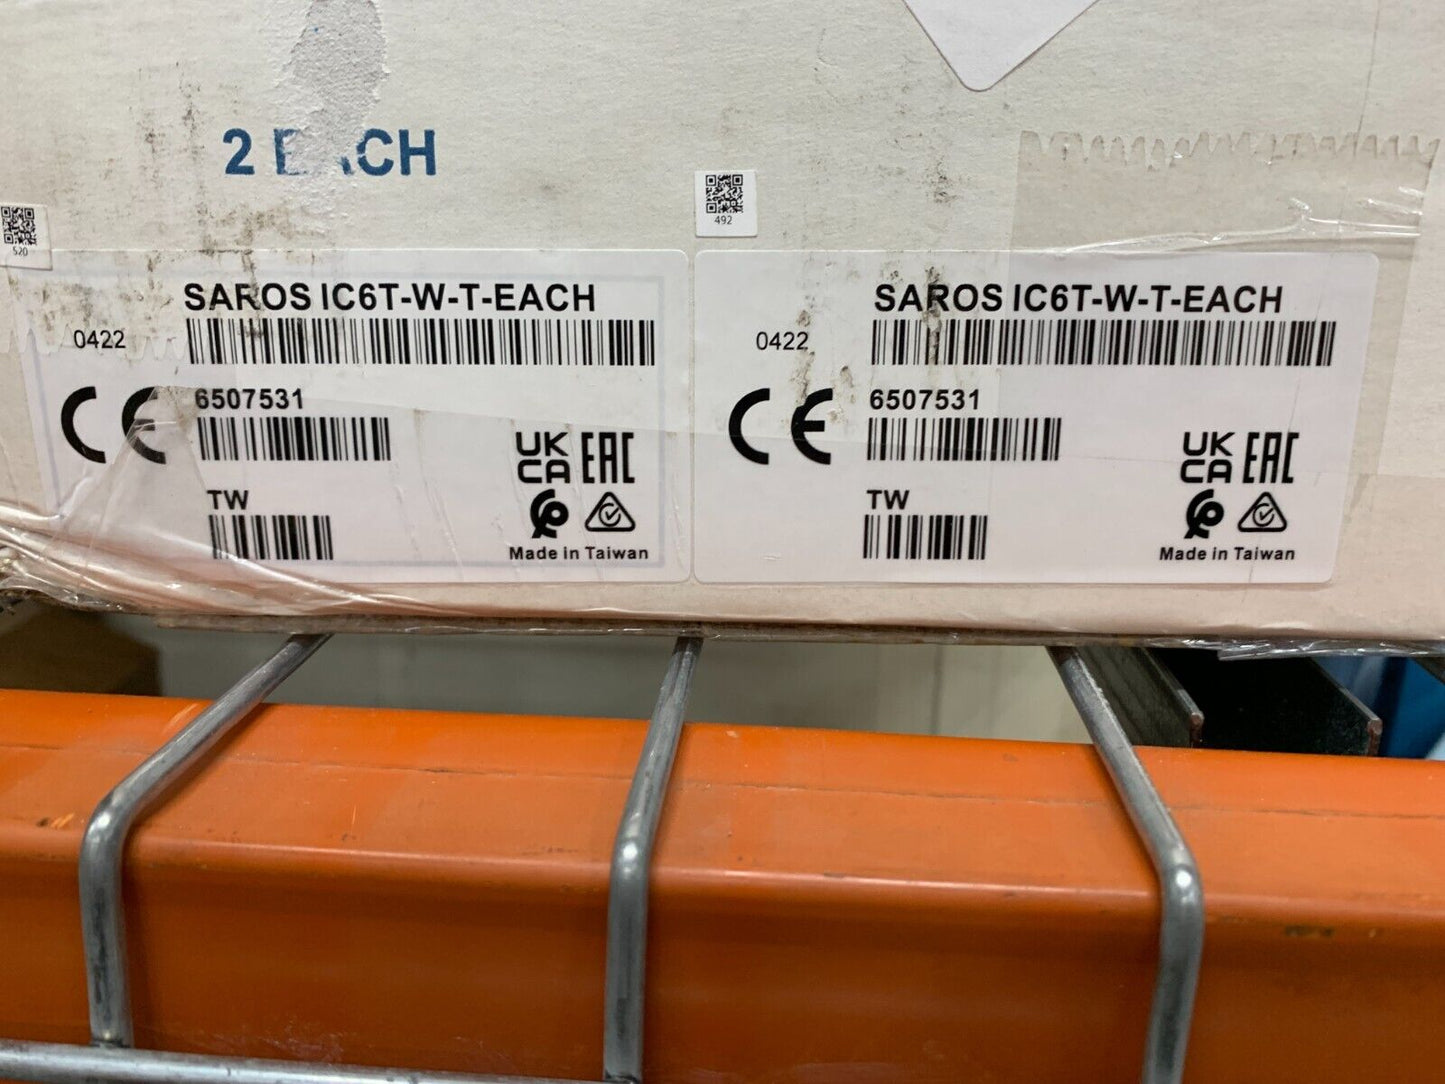 2 EACH
520
492
SAROS IC6T-W-T-EACH
0422
6507531
CE
UK
CA
EAC
TW
Made in Taiwan
SAROS IC6T-W-T-EACH
0422
6507531
CE
UK
CA
EAC
TW
Made in Taiwan